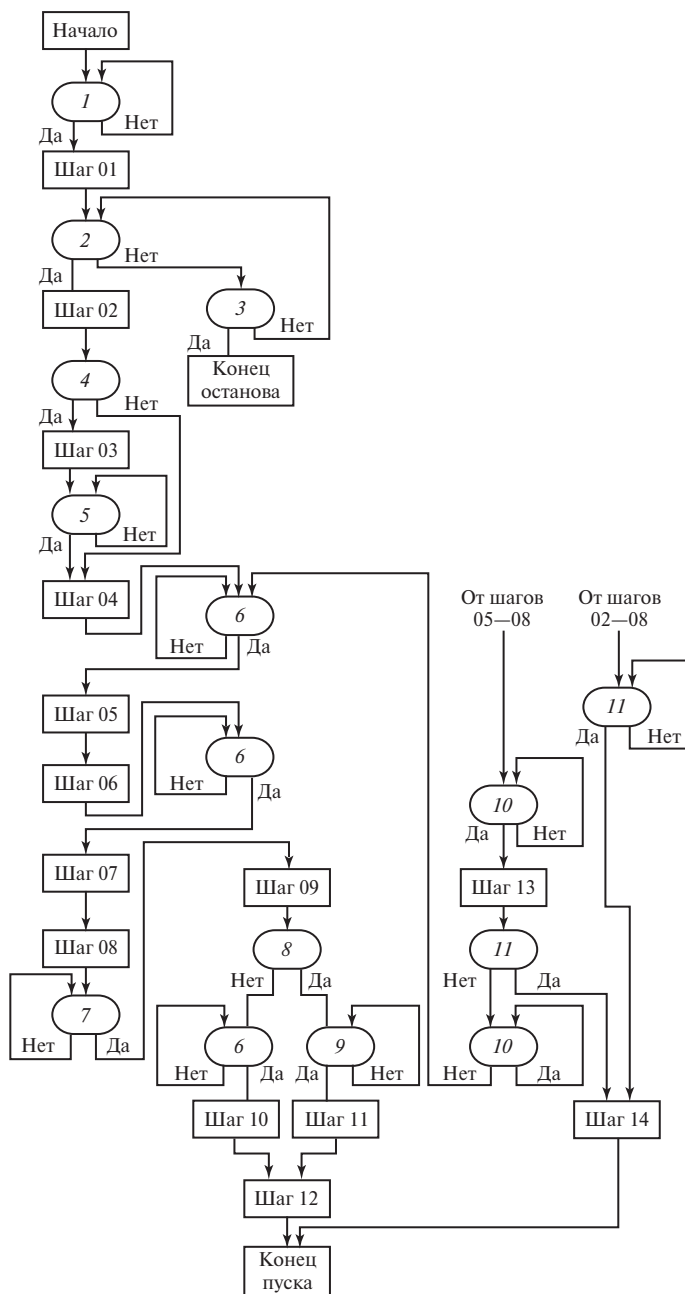 Начало
1
Да
Нет
Шаг 01
2
Да
Нет
Шаг 02
3
Да
Нет
Конец
останова
4
Да
Нет
Шаг 03
5
Да
Нет
Шаг 04
6
Нет
Да
От шагов
05—08
От шагов
02—08
Шаг 05
11
Да
Нет
Шаг 06
6
Нет
Да
10
Да
Нет
Шаг 07
Шаг 09
Шаг 13
Шаг 08
8
Нет
Да
11
Нет
Да
7
Нет
Да
6
Нет
Да
9
Да
Нет
10
Нет
Да
Шаг 10
Шаг 11
Шаг 14
Шаг 12
Конец
пуска